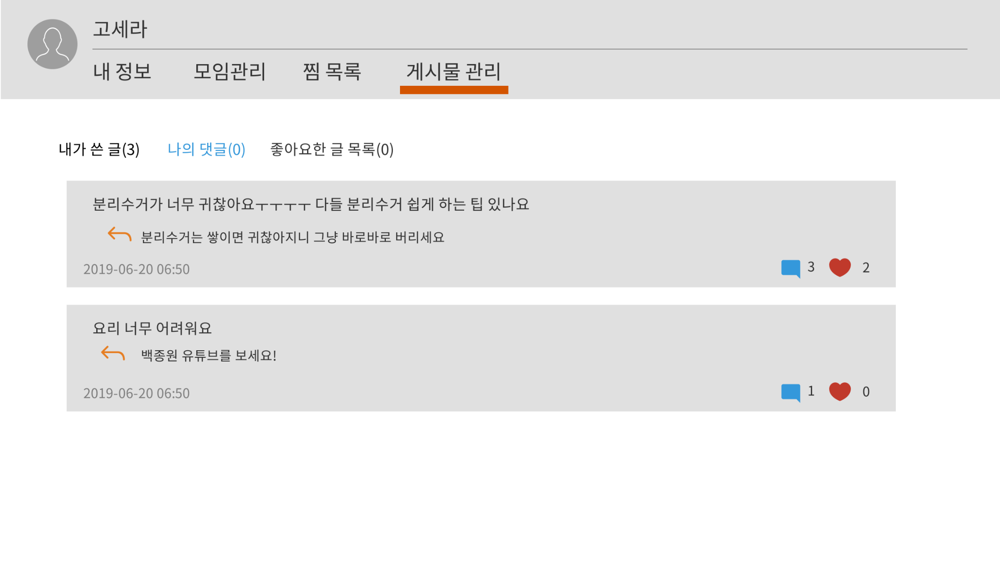 고세라
내 정보 모임관리 찜 목록 게시물 관리
내가 쓴 글(3) 나의 댓글(0) 좋아요한 글 목록(0)
분리수거가 너무 귀찮아요ㅜㅜㅜㅜ 다들 분리수거 쉽게 하는 팁 있나요
분리수거는 쌓이면 귀찮아지니 그냥 바로바로 버리세요
2019-06-20 06:50 3 2
요리 너무 어려워요
백종원 유튜브를 보세요!
2019-06-20 06:50 1 0